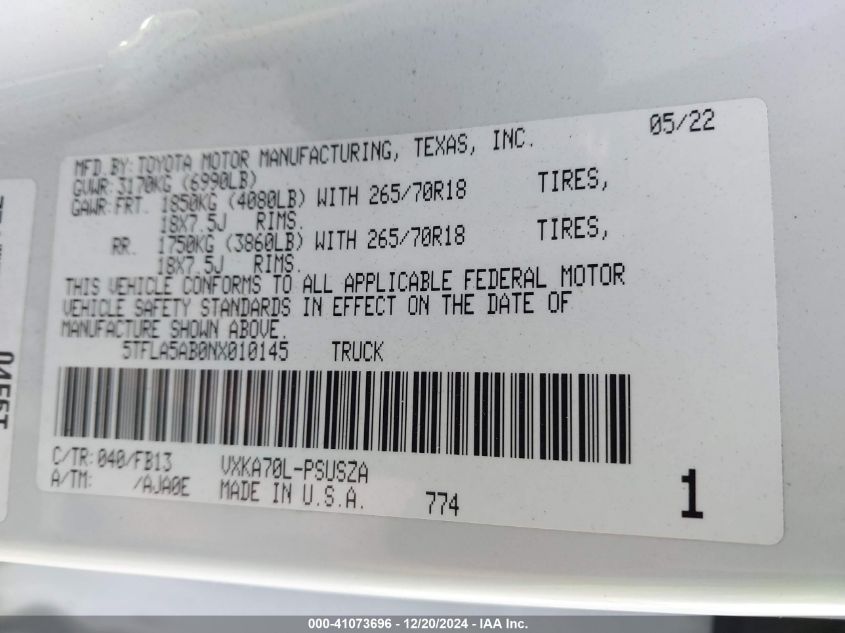 05/22
MFD.BY: TOYOTA MOTOR MANUFACTURING, TEXAS, INC.
GVWR: 3170KG (6990LB)
GAWR: FRT. 1850KG (4080LB) WITH 265/70R18 TIRES,
18X7.5J RIMS.
RR. 1750KG (3860LB) WITH 265/70R18 TIRES,
18X7.5J RIMS.
THIS VEHICLE CONFORMS TO ALL APPLICABLE FEDERAL MOTOR
VEHICLE SAFETY STANDARDS IN EFFECT ON THE DATE OF
MANUFACTURE SHOWN ABOVE.
5TFLA5AB0NX010145 TRUCK
C/TR: 040/FB13 VXKA70L-PSUSZA
A/TM: /AJA0E MADE IN U.S.A. 774 1
000-41073696 - 12/20/2024 - IAA Inc.